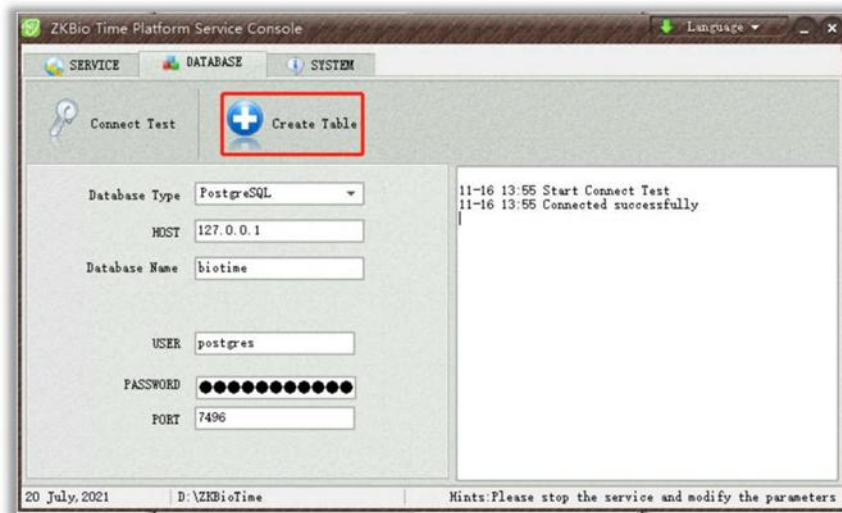 ZKBio Time Platform Service Console
Language
SERVICE
DATABASE
SYSTEM
Connect Test
Create Table
Database Type
PostgreSQL
HOST
127.0.0.1
Database Name
biotime
USER
postgres
PASSWORD
PORT
7496
11-16 13:55 Start Connect Test
11-16 13:55 Connected successfully
20 July,2021
D:\ZKBioTime
Hints:Please stop the service and modify the parameters